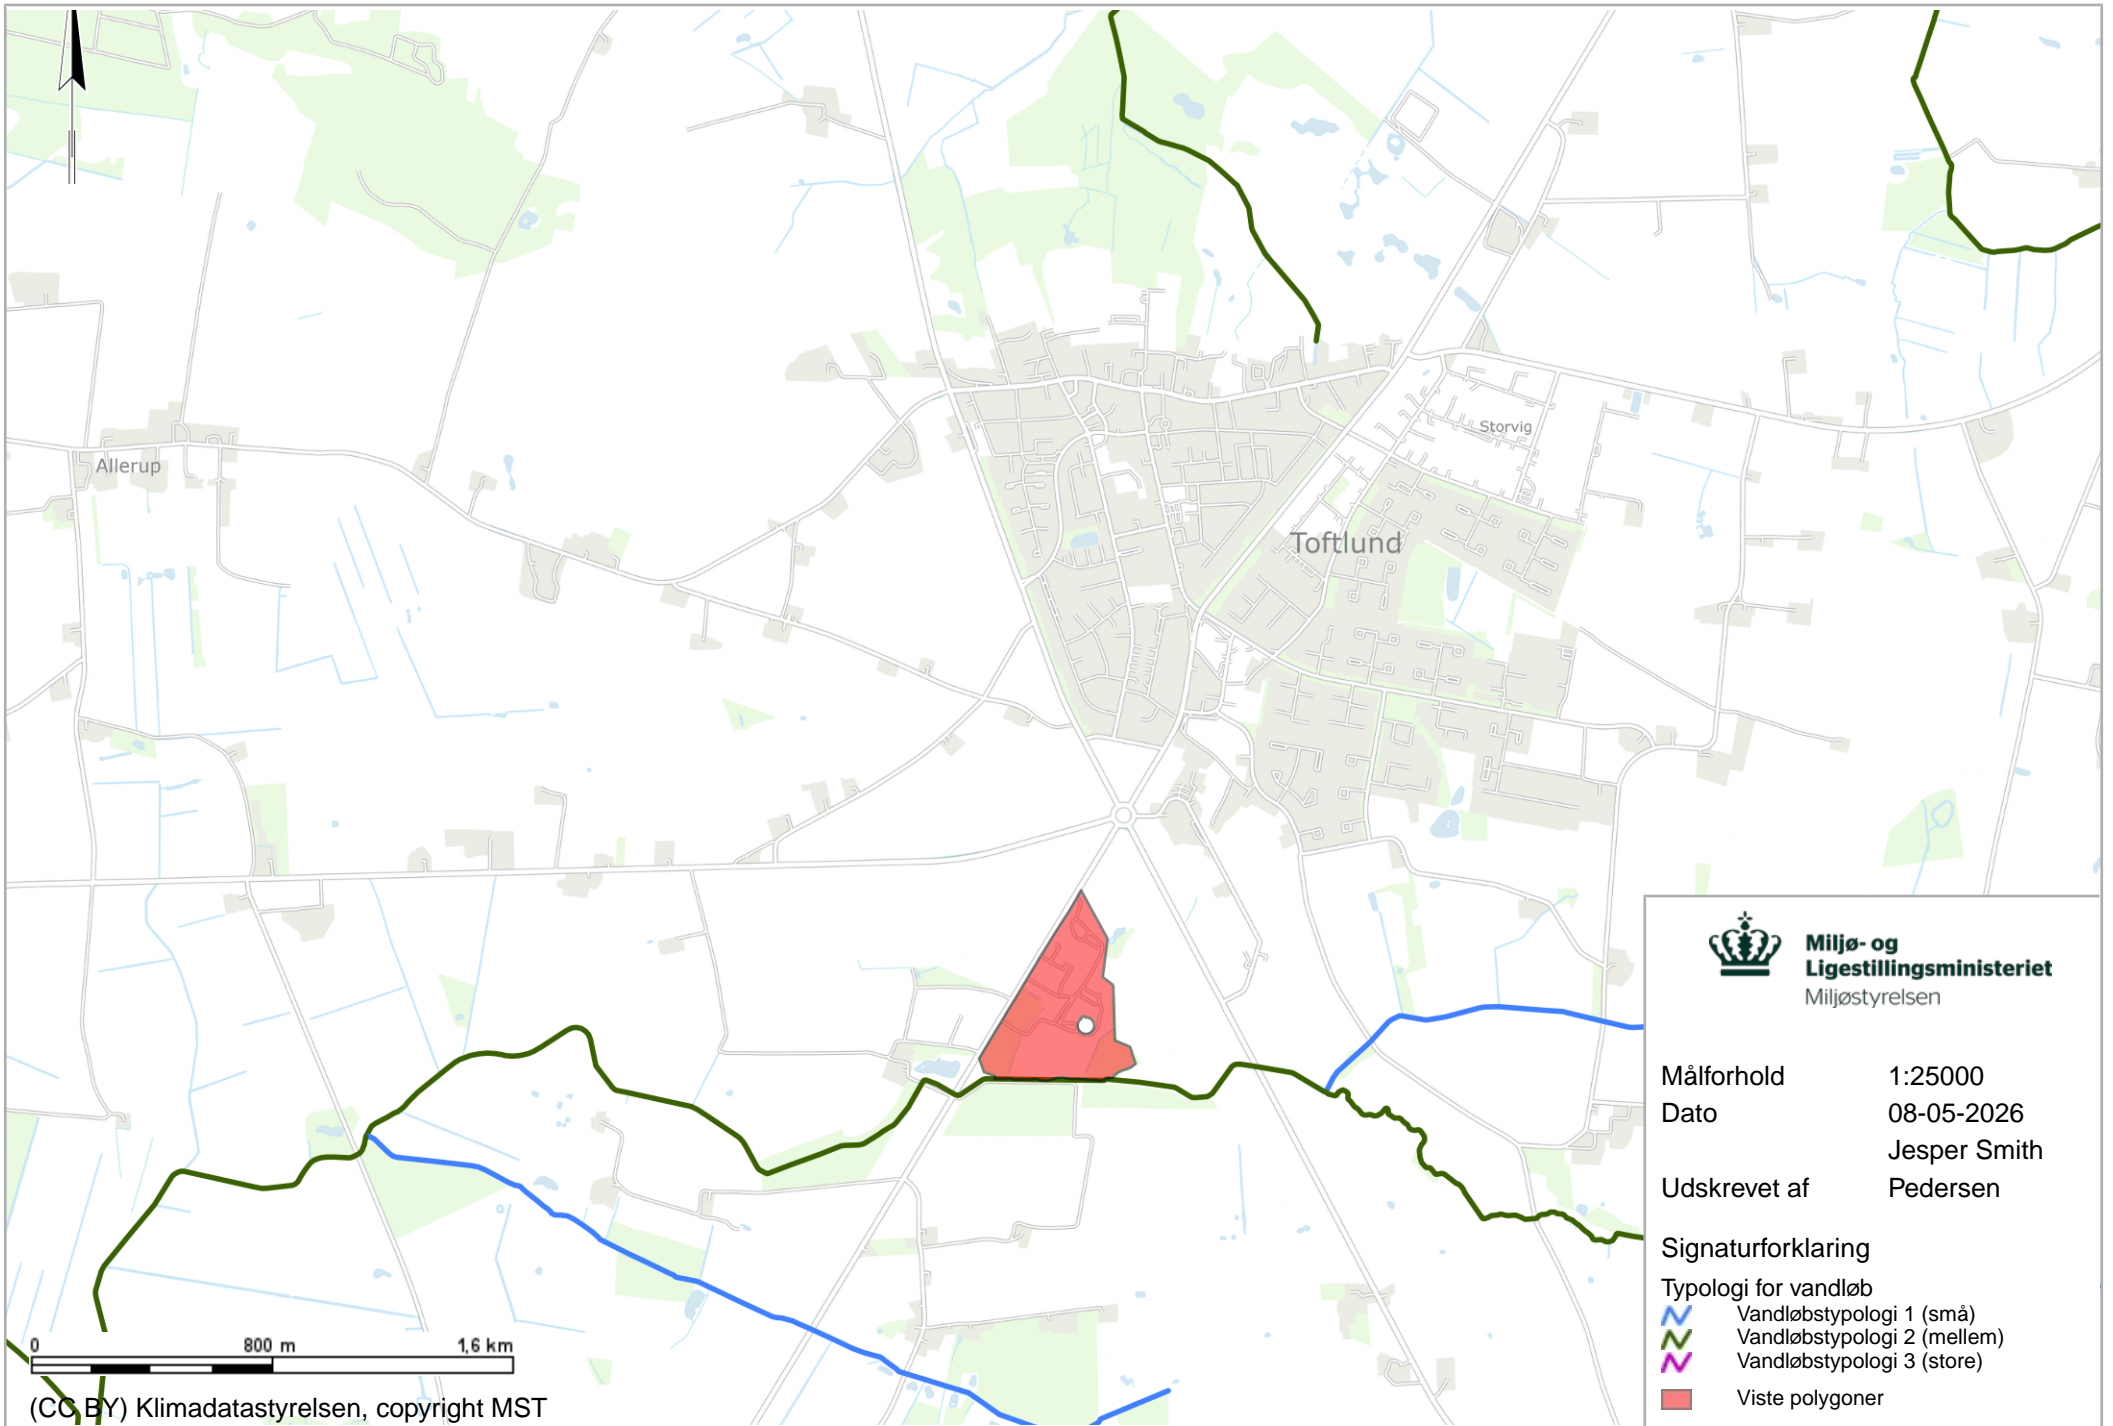 Storvig
Allerup
Toftlund
Miljø- og
Ligestillingsministeriet
Miljøstyrelsen
Målforhold 1:25000
Dato 08-05-2026
Jesper Smith
Udskrevet af Pedersen
Signaturforklaring
Typologi for vandløb
Vandløbstypologi 1 (små)
Vandløbstypologi 2 (mellem)
Vandløbstypologi 3 (store)
Viste polygoner
0 800 m 1,6 km
(CC BY) Klimadatastyrelsen, copyright MST